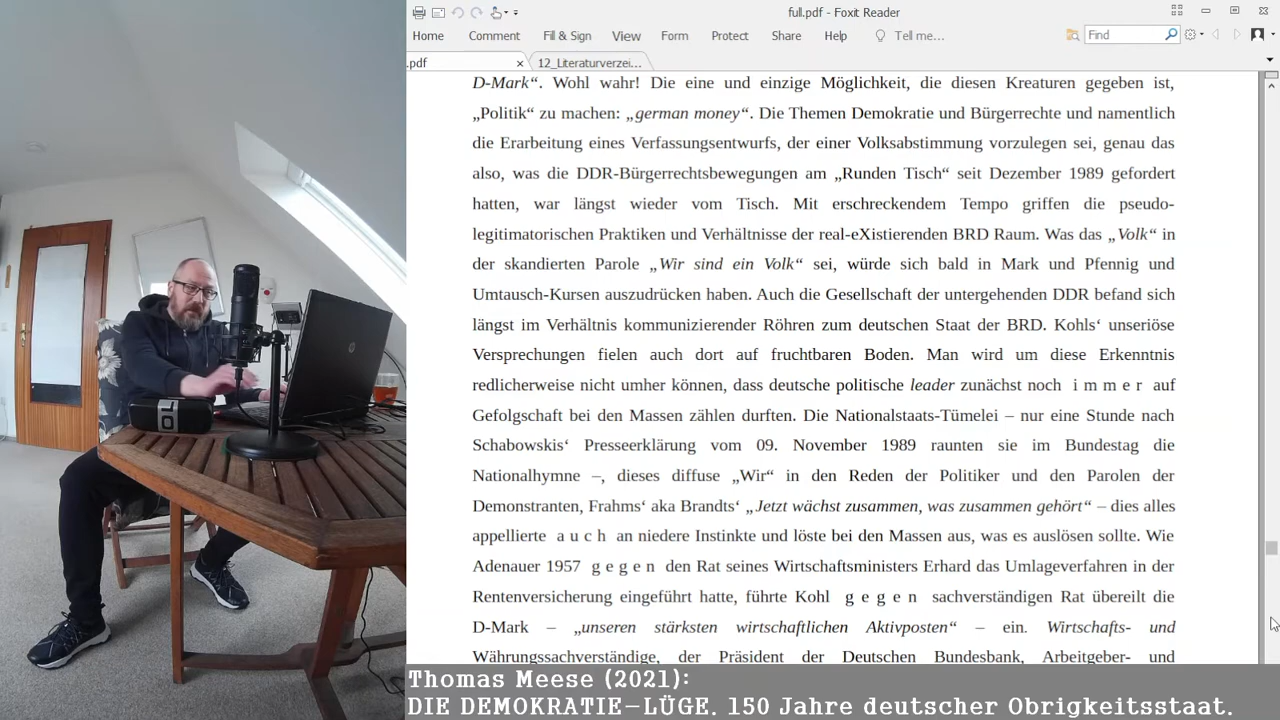 full.pdf - Foxit Reader
Home Comment Fill & Sign View Form Protect Share Help Tell me... Find
.pdf 12_Literaturverzei...
D-Mark“. Wohl wahr! Die eine und einzige Möglichkeit, die diesen Kreaturen gegeben ist,
„Politik“ zu machen: „german money“. Die Themen Demokratie und Bürgerrechte und namentlich
die Erarbeitung eines Verfassungsentwurfs, der einer Volksabstimmung vorzulegen sei, genau das
also, was die DDR-Bürgerrechtsbewegungen am „Runden Tisch“ seit Dezember 1989 gefordert
hatten, war längst wieder vom Tisch. Mit erschreckendem Tempo griffen die pseudo-
legitimatorischen Praktiken und Verhältnisse der real-eXistierenden BRD Raum. Was das „Volk“ in
der skandierten Parole „Wir sind ein Volk“ sei, würde sich bald in Mark und Pfennig und
Umtausch-Kursen auszudrücken haben. Auch die Gesellschaft der untergehenden DDR befand sich
längst im Verhältnis kommunizierender Röhren zum deutschen Staat der BRD. Kohls‘ unseriöse
Versprechungen fielen auch dort auf fruchtbaren Boden. Man wird um diese Erkenntnis
redlicherweise nicht umher können, dass deutsche politische leader zunächst noch i m m e r auf
Gefolgschaft bei den Massen zählen durften. Die Nationalstaats-Tümelei – nur eine Stunde nach
Schabowskis‘ Presseerklärung vom 09. November 1989 raunten sie im Bundestag die
Nationalhymne –, dieses diffuse „Wir“ in den Reden der Politiker und den Parolen der
Demonstranten, Frahms‘ aka Brandts‘ „Jetzt wächst zusammen, was zusammen gehört“ – dies alles
appellierte a u c h an niedere Instinkte und löste bei den Massen aus, was es auslösen sollte. Wie
Adenauer 1957 g e g e n den Rat seines Wirtschaftsministers Erhard das Umlageverfahren in der
Rentenversicherung eingeführt hatte, führte Kohl g e g e n sachverständigen Rat übereilt die
D-Mark – „unseren stärksten wirtschaftlichen Aktivposten“ – ein. Wirtschafts- und
Währungssachverständige, der Präsident der Deutschen Bundesbank, Arbeitgeber- und
Thomas Meese (2021):
DIE DEMOKRATIE-LÜGE. 150 Jahre deutscher Obrigkeitsstaat.